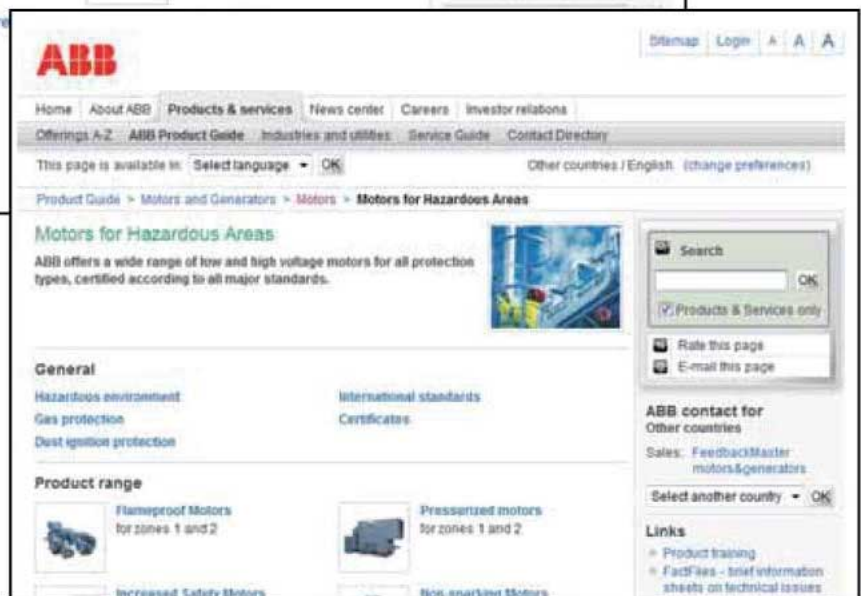 re
ABB
Sitemap Login A A A
Home About ABB Products & services News center Careers Investor relations
Offerings A-Z ABB Product Guide Industries and utilities Service Guide Contact Directory
This page is available in: Select language OK
Other countries / English (change preferences)
Product Guide > Motors and Generators > Motors > Motors for Hazardous Areas
Motors for Hazardous Areas
ABB offers a wide range of low and high voltage motors for all protection
types, certified according to all major standards.
General
Hazardous environment
Gas protection
Dust ignition protection
International standards
Certificates
Product range
Flameproof Motors
for zones 1 and 2
Pressurized motors
for zones 1 and 2
Increased Safety Motors
Non-sparking Motors
Search
OK
Products & Services only
Rate this page
E-mail this page
ABB contact for
Other countries
Sales: FeedbackMaster
motors&generators
Select another country OK
Links
Product training
FactFiles - brief information
sheets on technical issues